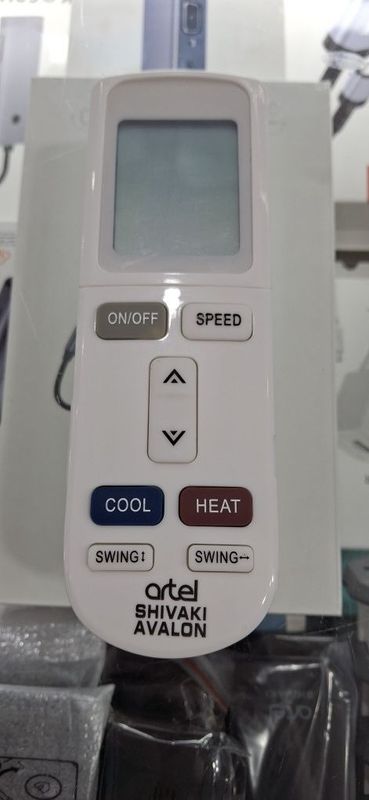 ON/OFF SPEED
COOL HEAT
SWING↕ SWING↔
artel
SHIVAKI
AVALON